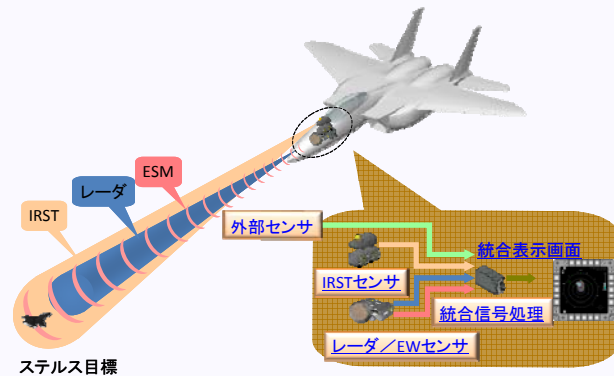 ESM
レーダ
IRST
外部センサ
統合表示画面
IRSTセンサ
統合信号処理
レーダ／EWセンサ
ステルス目標